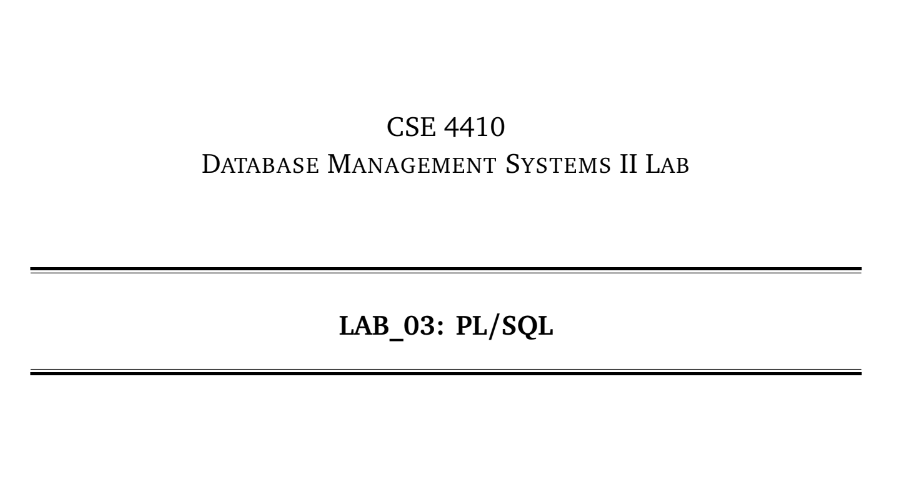 CSE 4410
Database Management Systems II Lab
LAB_03: PL/SQL